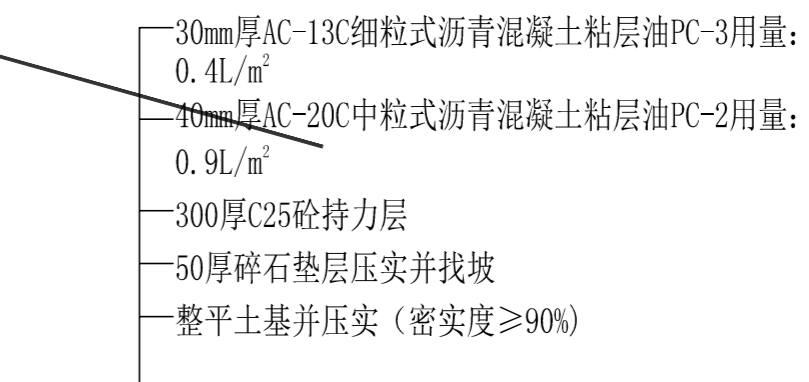 30mm厚AC-13C细粒式沥青混凝土粘层油PC-3用量:
0.4L/m²
40mm厚AC-20C中粒式沥青混凝土粘层油PC-2用量:
0.9L/m²
300厚C25砼持力层
50厚碎石垫层压实并找坡
整平土基并压实（密实度≥90%)